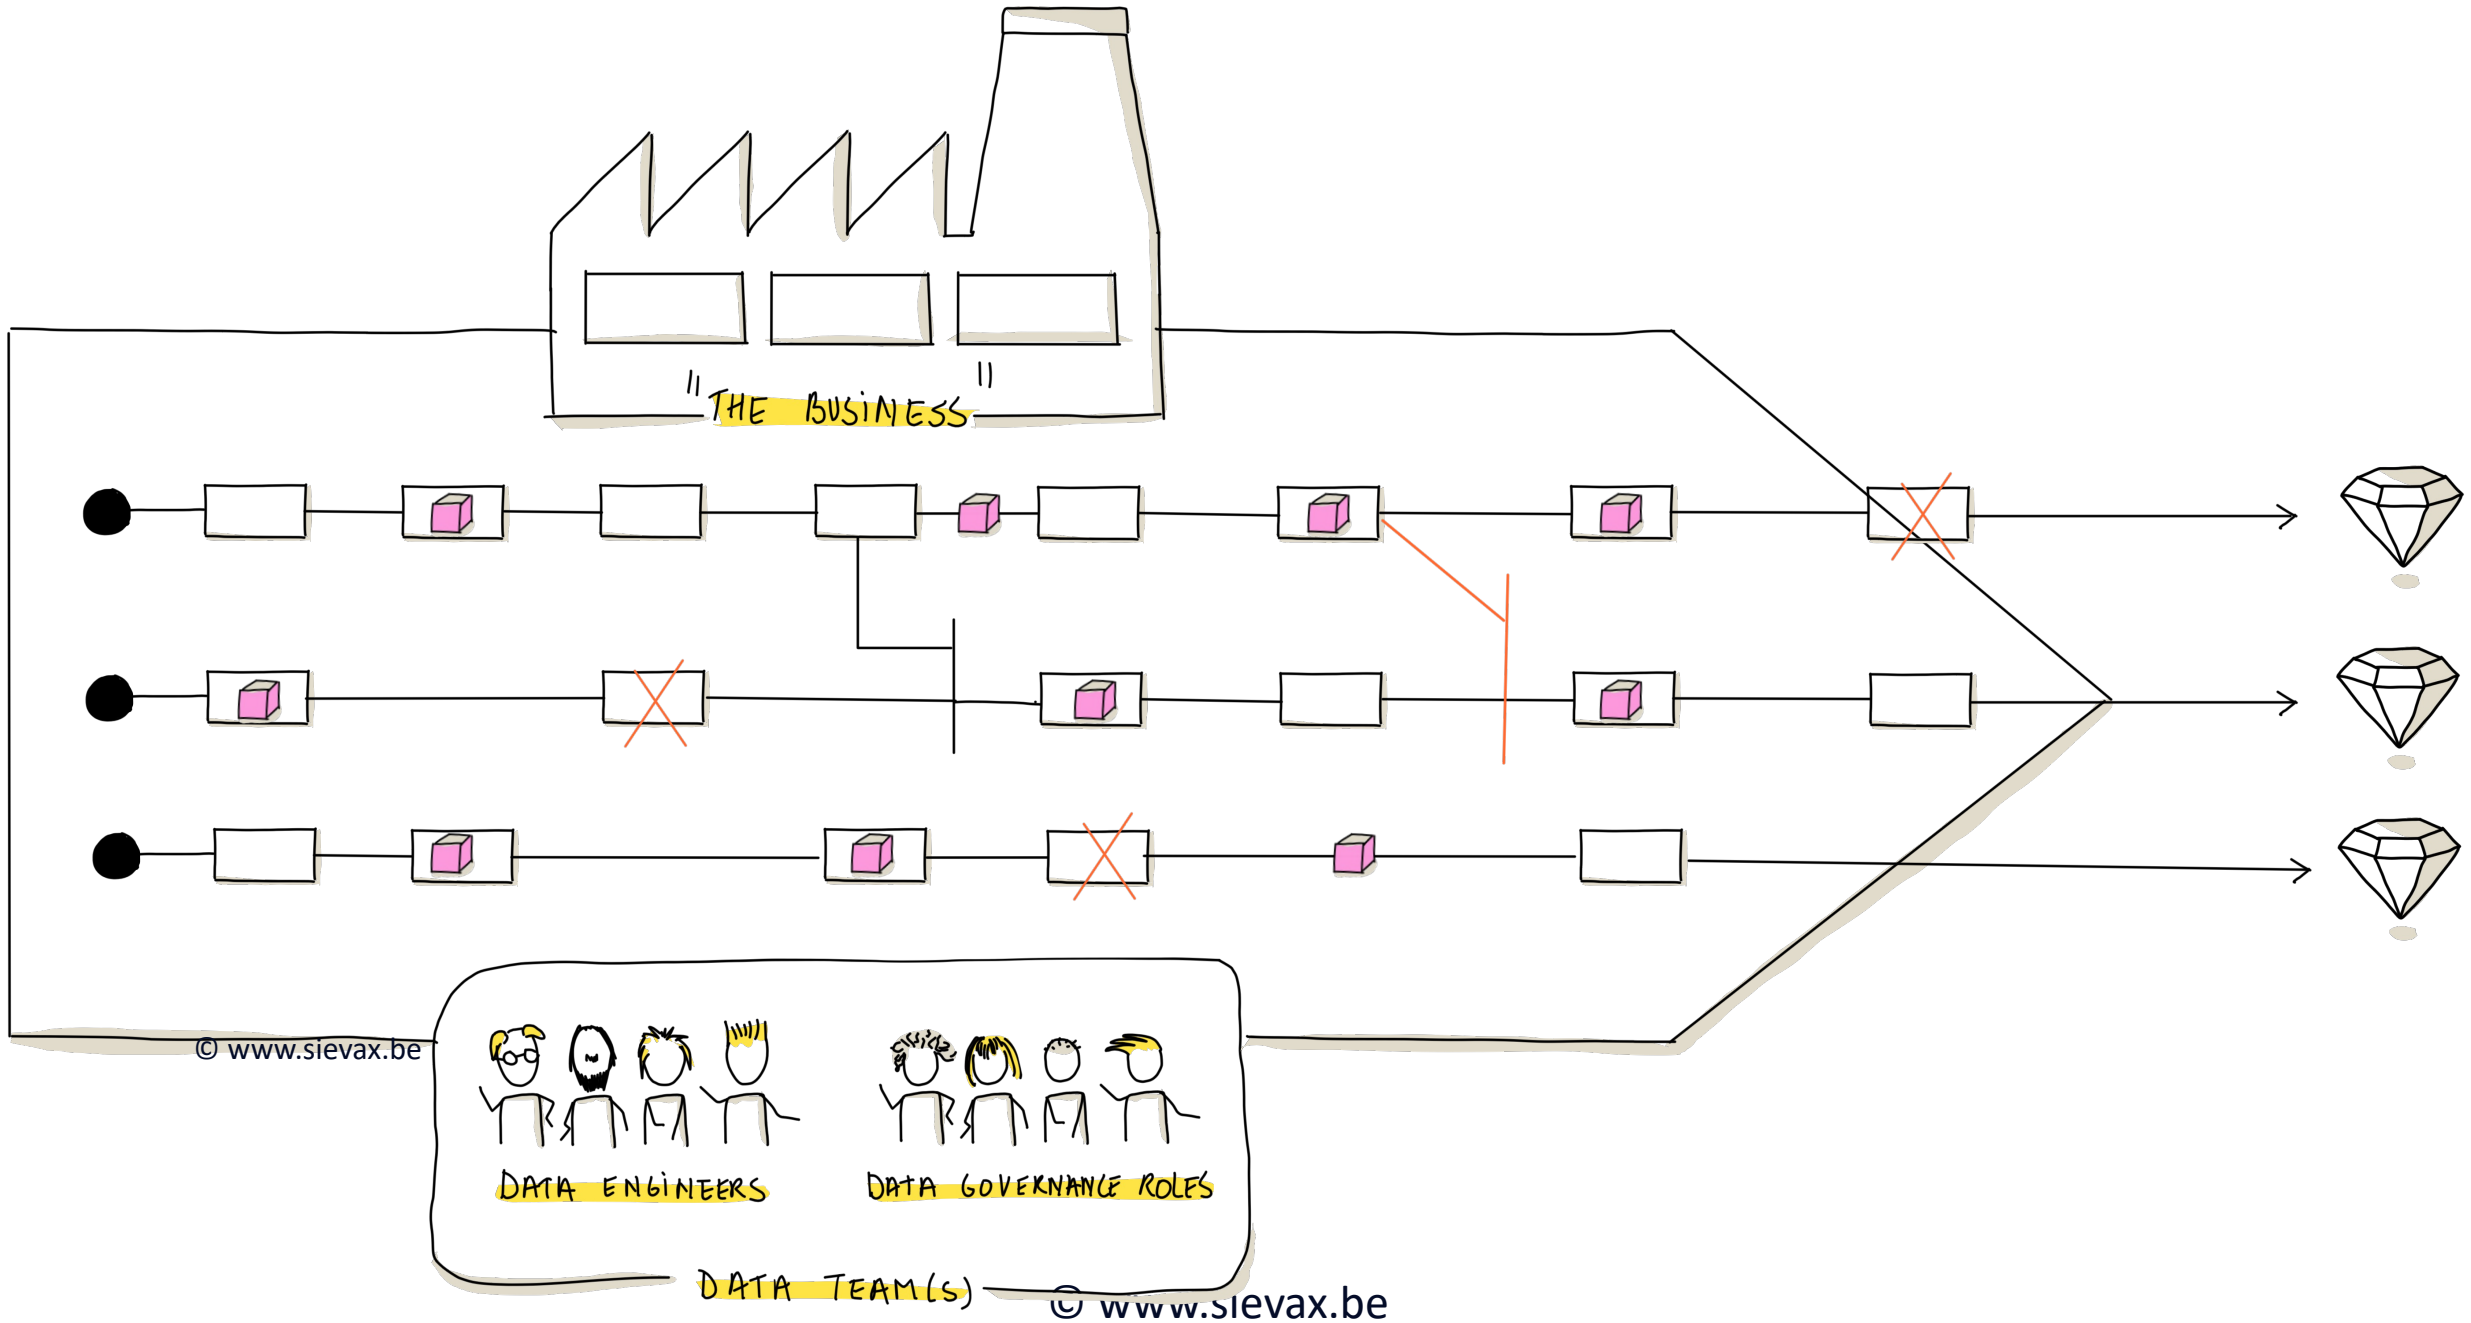 "THE BUSINESS"
© www.sievax.be
DATA ENGINEERS
DATA GOVERNANCE ROLES
DATA TEAM(S)
© www.sievax.be